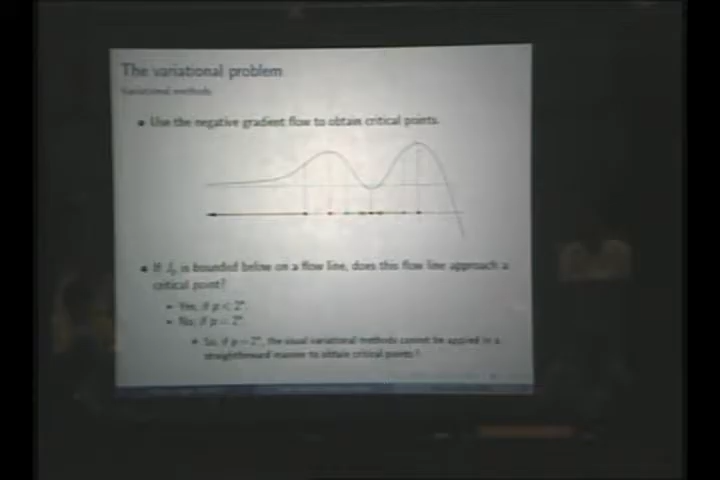 The variational problem
Variational methods
Use the negative gradient flow to obtain critical points.
If Jₚ is bounded below on a flow line, does this flow line approach a
critical point?
Yes, if p < 2*.
No, if p = 2*.
So, if p = 2*, the usual variational methods cannot be applied in a
straightforward manner to obtain critical points